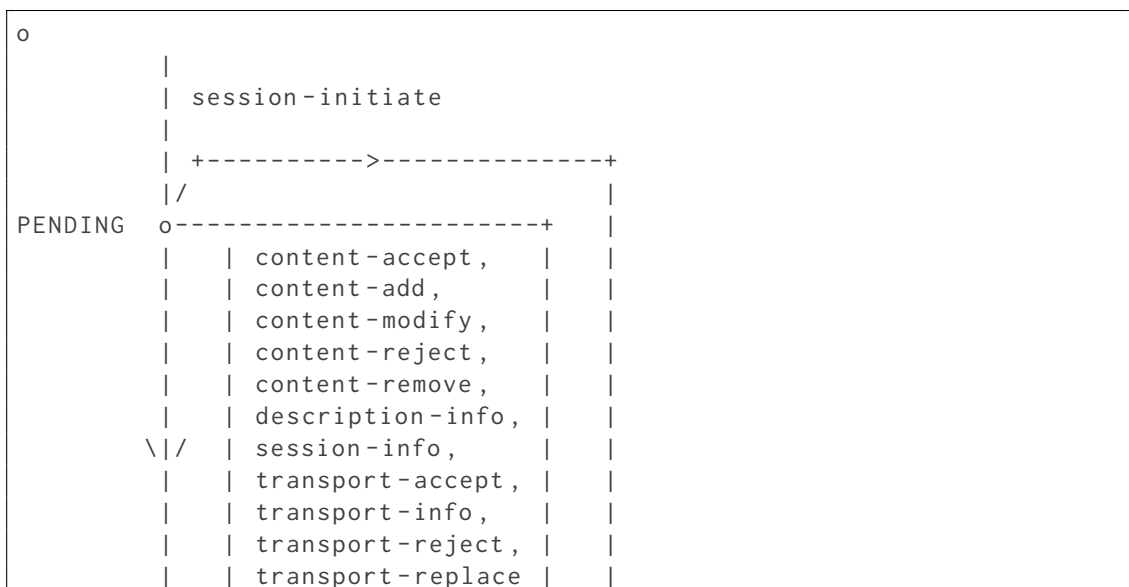 o
         |
         | session-initiate
         |
         | +---------->--------------+
         |/                          |
PENDING  o-----------------------+   |
         |   | content-accept,   |   |
         |   | content-add,      |   |
         |   | content-modify,   |   |
         |   | content-reject,   |   |
         |   | content-remove,   |   |
         |   | description-info, |   |
        \|/  | session-info,     |   |
         |   | transport-accept, |   |
         |   | transport-info,   |   |
         |   | transport-reject, |   |
         |   | transport-replace |   |